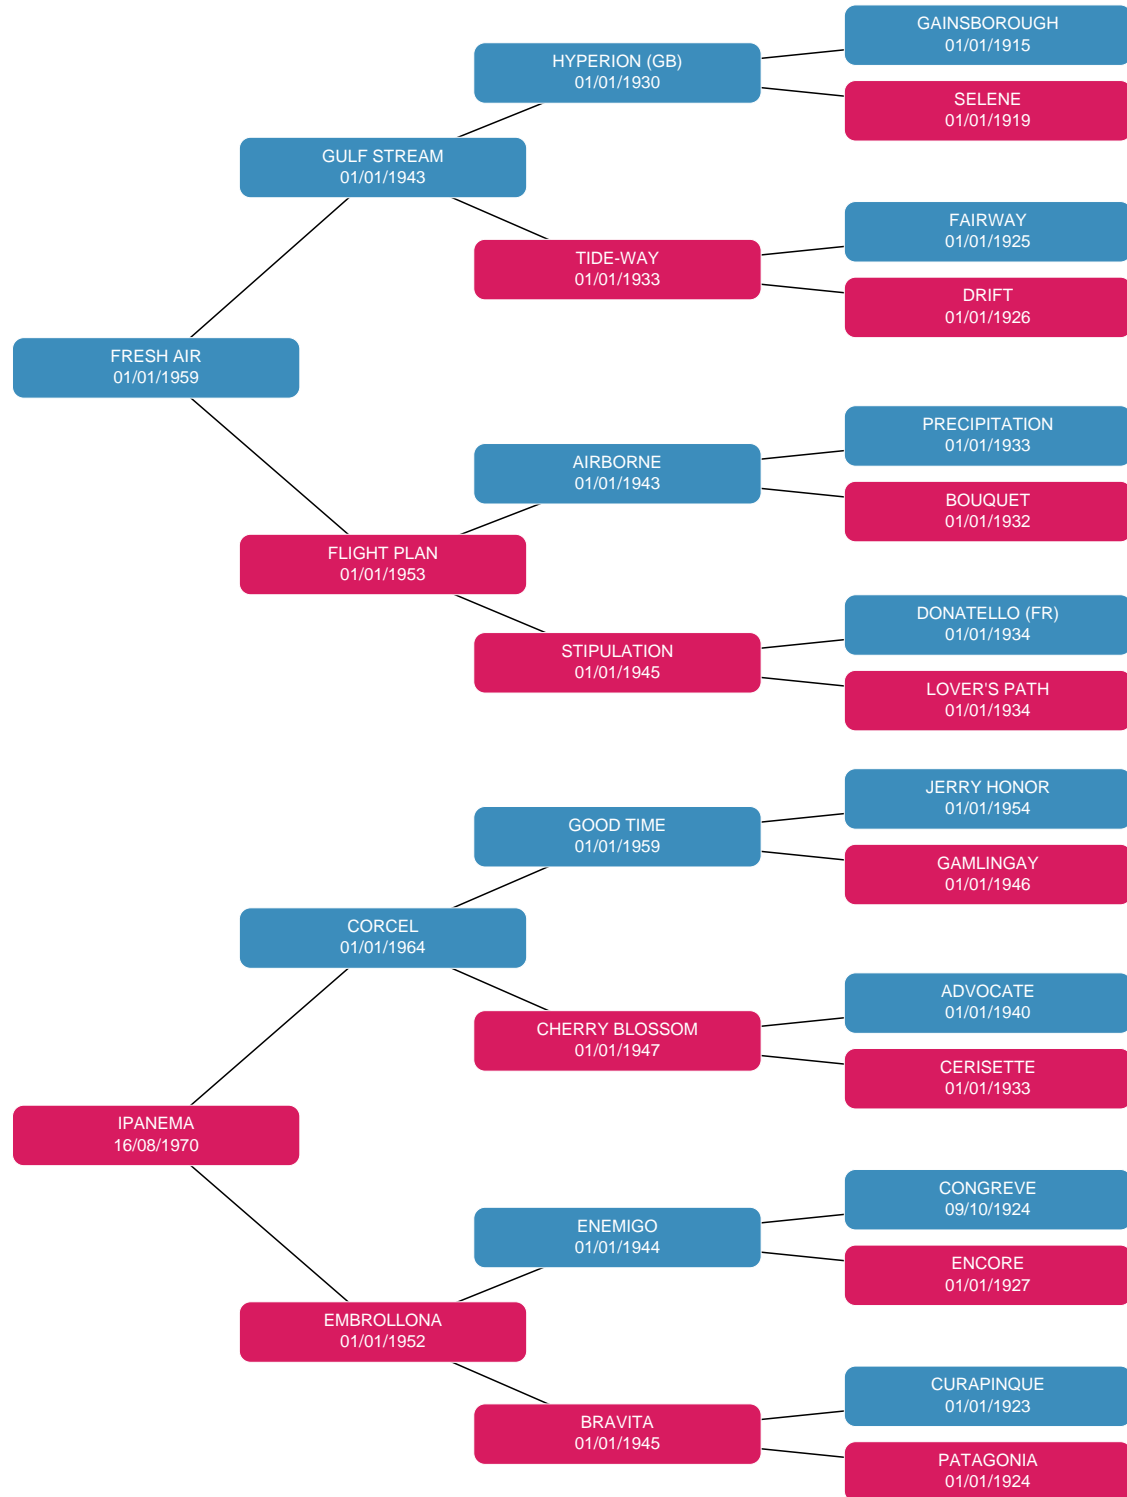 GAINSBOROUGH
01/01/1915
HYPERION (GB)
01/01/1930
SELENE
01/01/1919
GULF STREAM
01/01/1943
FAIRWAY
01/01/1925
TIDE-WAY
01/01/1933
DRIFT
01/01/1926
FRESH AIR
01/01/1959
PRECIPITATION
01/01/1933
AIRBORNE
01/01/1943
BOUQUET
01/01/1932
FLIGHT PLAN
01/01/1953
DONATELLO (FR)
01/01/1934
STIPULATION
01/01/1945
LOVER'S PATH
01/01/1934
JERRY HONOR
01/01/1954
GOOD TIME
01/01/1959
GAMLINGAY
01/01/1946
CORCEL
01/01/1964
ADVOCATE
01/01/1940
CHERRY BLOSSOM
01/01/1947
CERISETTE
01/01/1933
IPANEMA
16/08/1970
CONGREVE
09/10/1924
ENEMIGO
01/01/1944
ENCORE
01/01/1927
EMBROLLONA
01/01/1952
CURAPINQUE
01/01/1923
BRAVITA
01/01/1945
PATAGONIA
01/01/1924